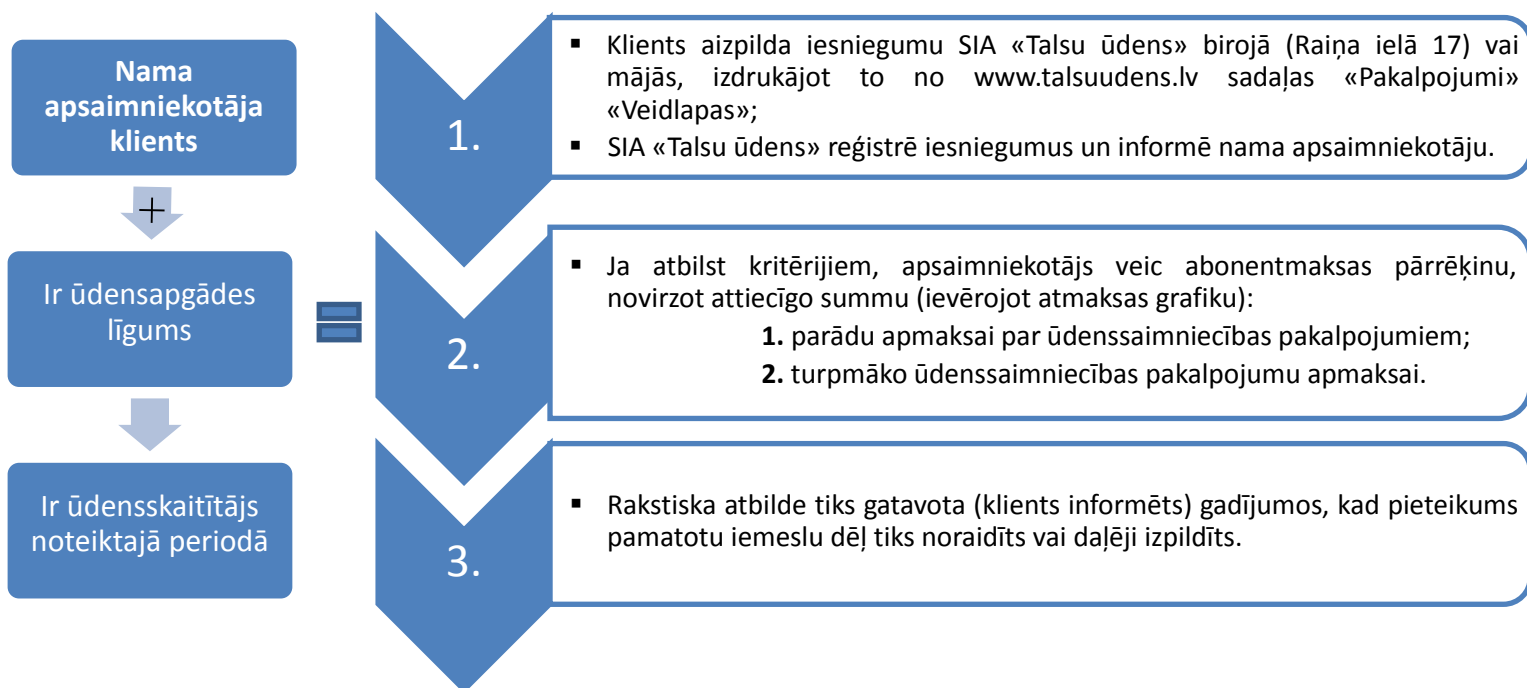 Nama
apsaimniekotāja
klients
+
Ir ūdensapgādes
līgums
Ir ūdensskaitītājs
noteiktajā periodā
1.
▪ Klients aizpilda iesniegumu SIA «Talsu ūdens» birojā (Raiņa ielā 17) vai
mājās, izdrukājot to no www.talsuudens.lv sadaļas «Pakalpojumi»
«Veidlapas»;
▪ SIA «Talsu ūdens» reģistrē iesniegumus un informē nama apsaimniekotāju.
2.
▪ Ja atbilst kritērijiem, apsaimniekotājs veic abonentmaksas pārrēķinu,
novirzot attiecīgo summu (ievērojot atmaksas grafiku):
1. parādu apmaksai par ūdenssaimniecības pakalpojumiem;
2. turpmāko ūdenssaimniecības pakalpojumu apmaksai.
3.
▪ Rakstiska atbilde tiks gatavota (klients informēts) gadījumos, kad pieteikums
pamatotu iemeslu dēļ tiks noraidīts vai daļēji izpildīts.